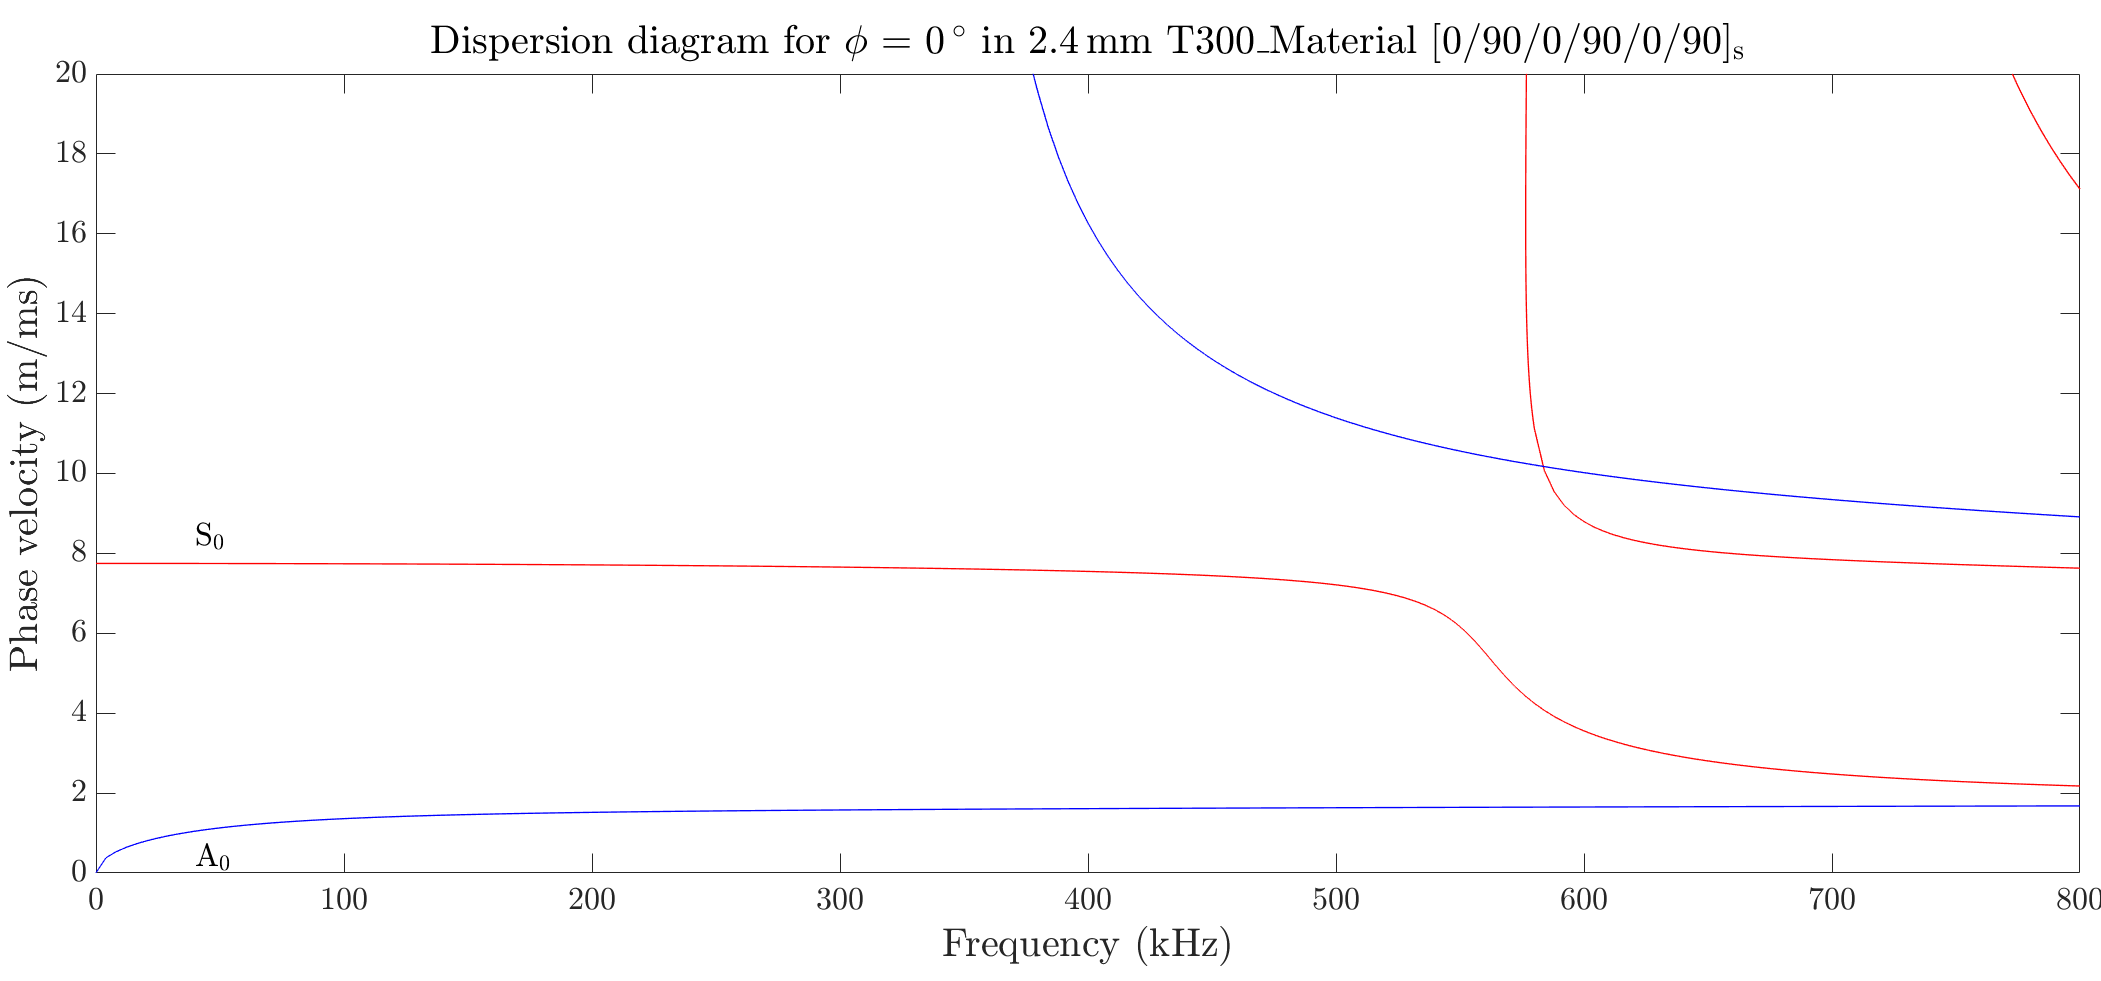 Dispersion diagram for ϕ = 0° in 2.4 mm T300_Material [0/90/0/90/0/90]ₛ
20
18
16
14
12
10
8
6
4
2
0
Phase velocity (m/ms)
S₀
A₀
0 100 200 300 400 500 600 700 800
Frequency (kHz)